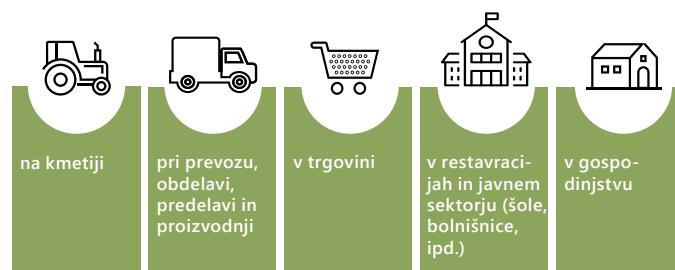 na kmetiji
pri prevozu,
obdelavi,
predelavi in
proizvodnji
v trgovini
v restavraci-
jah in javnem
sektorju (šole,
bolnišnice,
ipd.)
v gospo-
dinjstvu